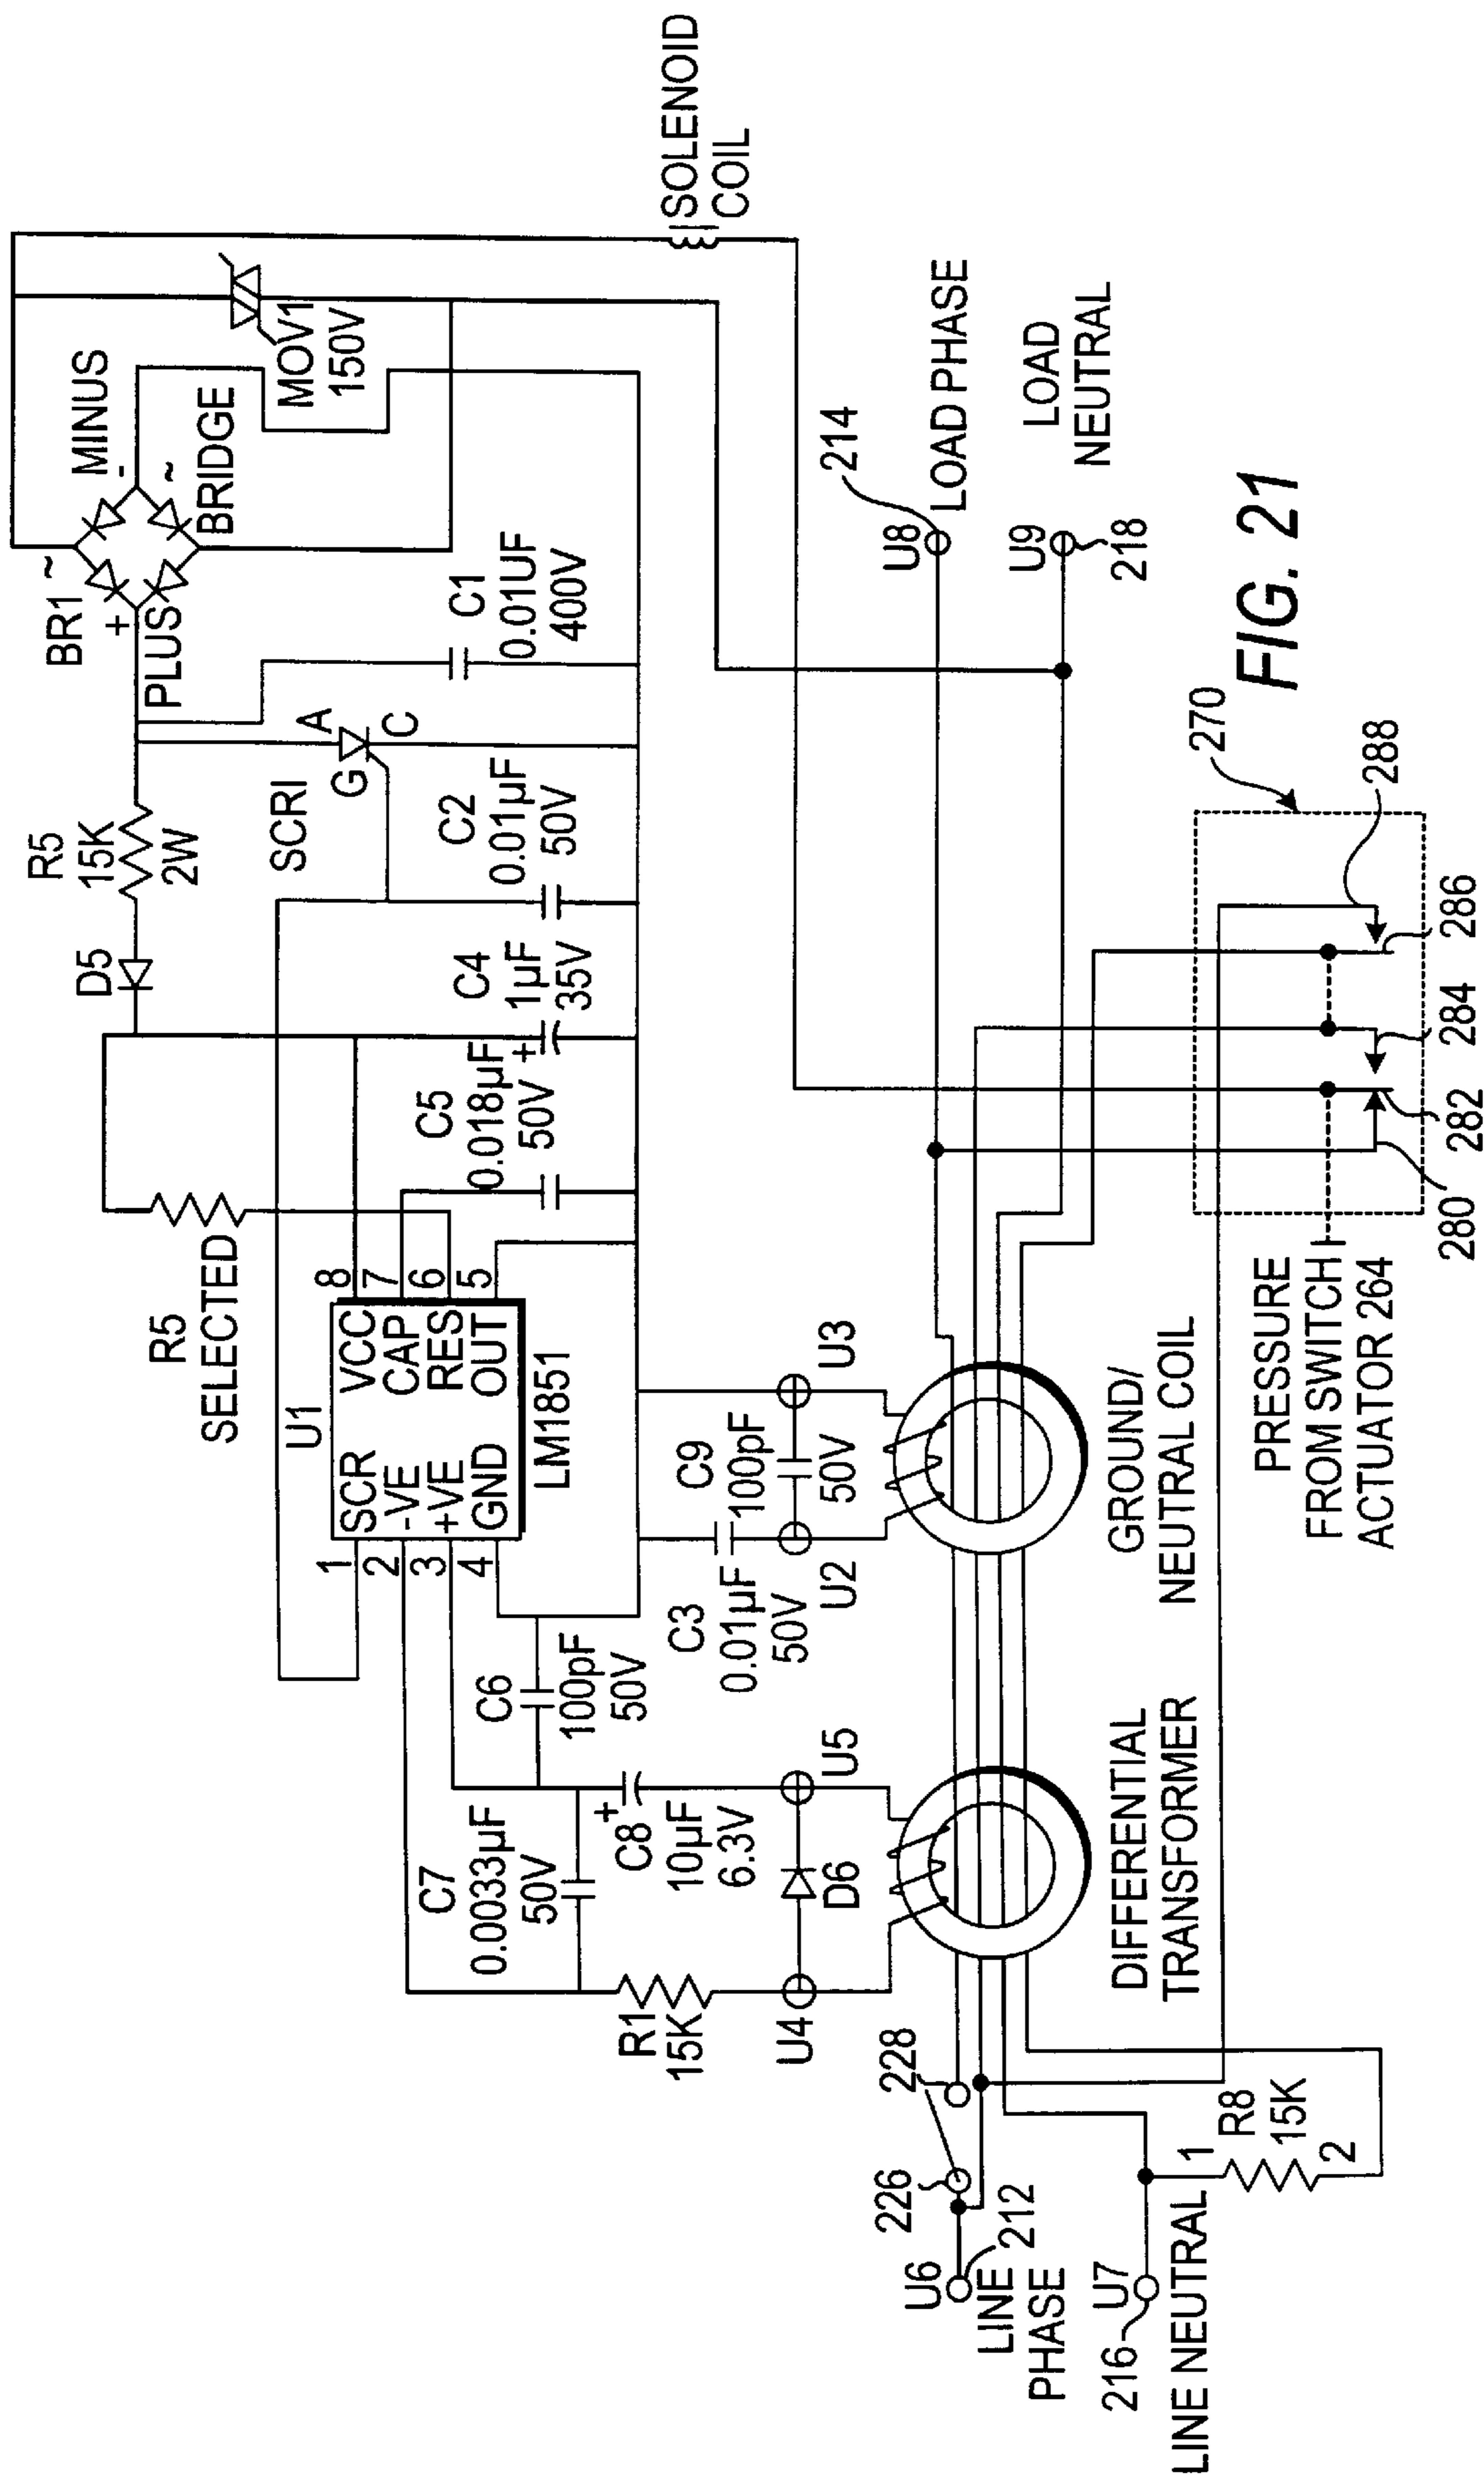 BR1
~
MINUS
-
+
PLUS
~
BRIDGE
R5
15K
2W
D5
R5
SELECTED
MOV1
150V
A
G
C
SCRI
C1
0.01UF
400V
C2
0.01µF
50V
C4
1µF
35V
+
C5
0.018µF
50V
SOLENOID
COIL
U1
1
2
3
4
SCR
-VE
+VE
GND
VCC
CAP
RES
OUT
8
7
6
5
LM1851
C6
100pF
50V
C7
0.0033µF
50V
+
C8
10µF
6.3V
R1
15K
C3
0.01µF
50V
C9
100pF
50V
U4
D6
U5
U2
U3
U8
214
LOAD PHASE
U9
218
LOAD
NEUTRAL
226
228
U6
212
LINE
PHASE
U7
216
LINE NEUTRAL
1
R8
15K
2
DIFFERENTIAL
TRANSFORMER
GROUND/
NEUTRAL COIL
PRESSURE
FROM SWITCH
ACTUATOR 264
270
280
282
284
286
288
FIG. 21